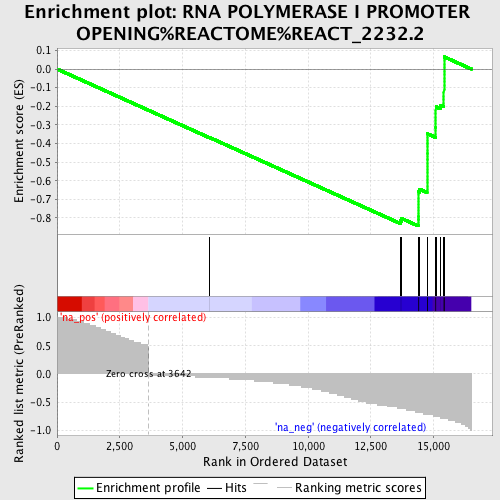 Enrichment plot: RNA POLYMERASE I PROMOTER
OPENING%REACTOME%REACT_2232.2
Enrichment score (ES)
0.1
0.0
-0.1
-0.2
-0.3
-0.4
-0.5
-0.6
-0.7
-0.8
Ranked list metric (PreRanked)
1.0
0.5
0.0
-0.5
-1.0
'na_pos' (positively correlated)
Zero cross at 3642
'na_neg' (negatively correlated)
0
2,500
5,000
7,500
10,000
12,500
15,000
Rank in Ordered Dataset
Enrichment profile
Hits
Ranking metric scores